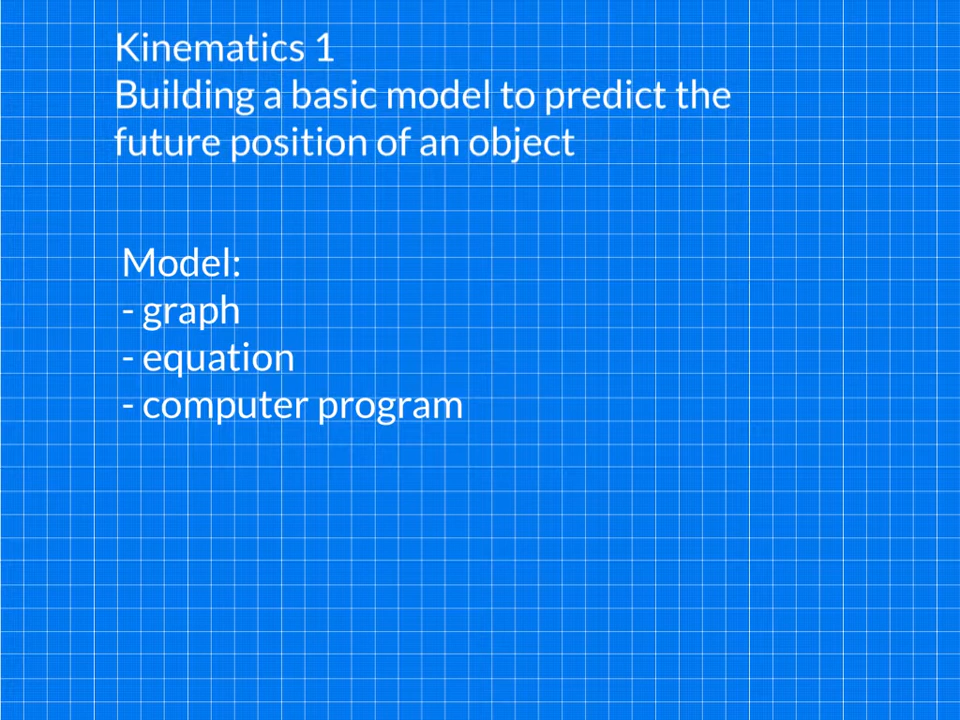 Kinematics 1
Building a basic model to predict the
future position of an object
Model:
- graph
- equation
- computer program